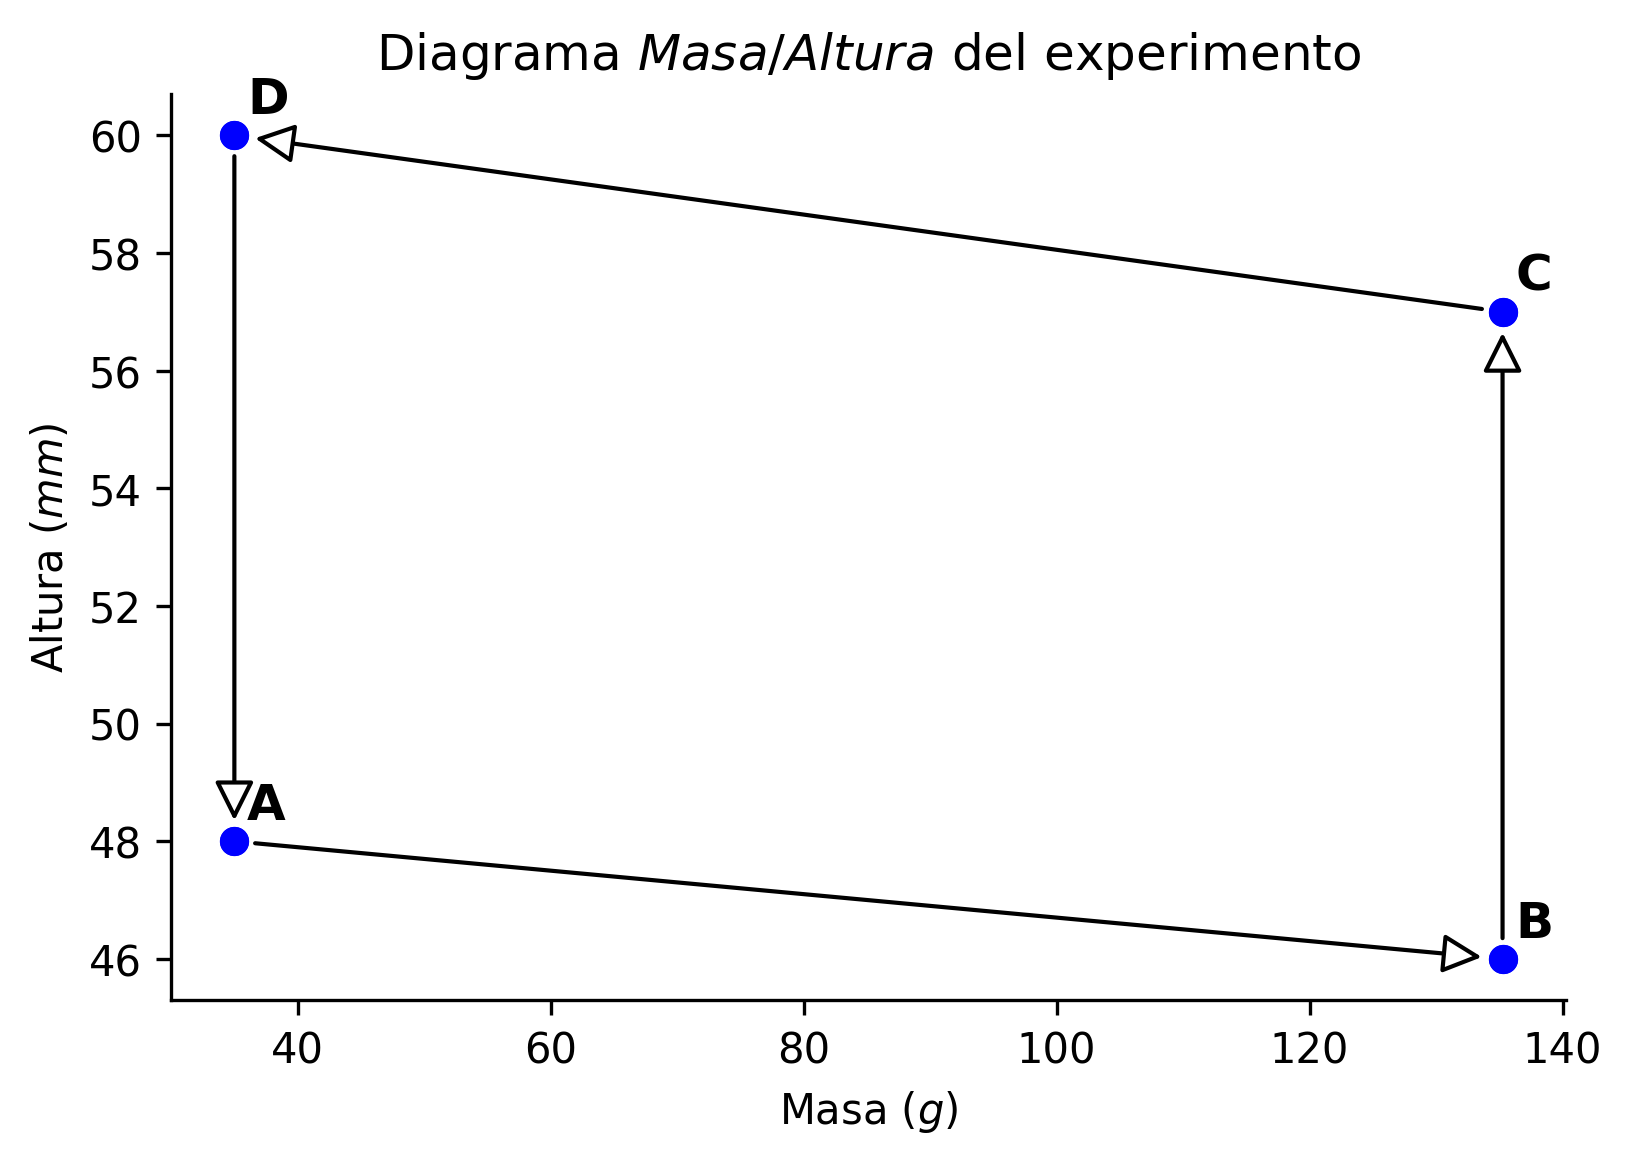 Diagrama Masa/Altura del experimento
D
60
58
C
56
54
52
50
A
48
B
46
Altura (mm)
40 60 80 100 120 140
Masa (g)